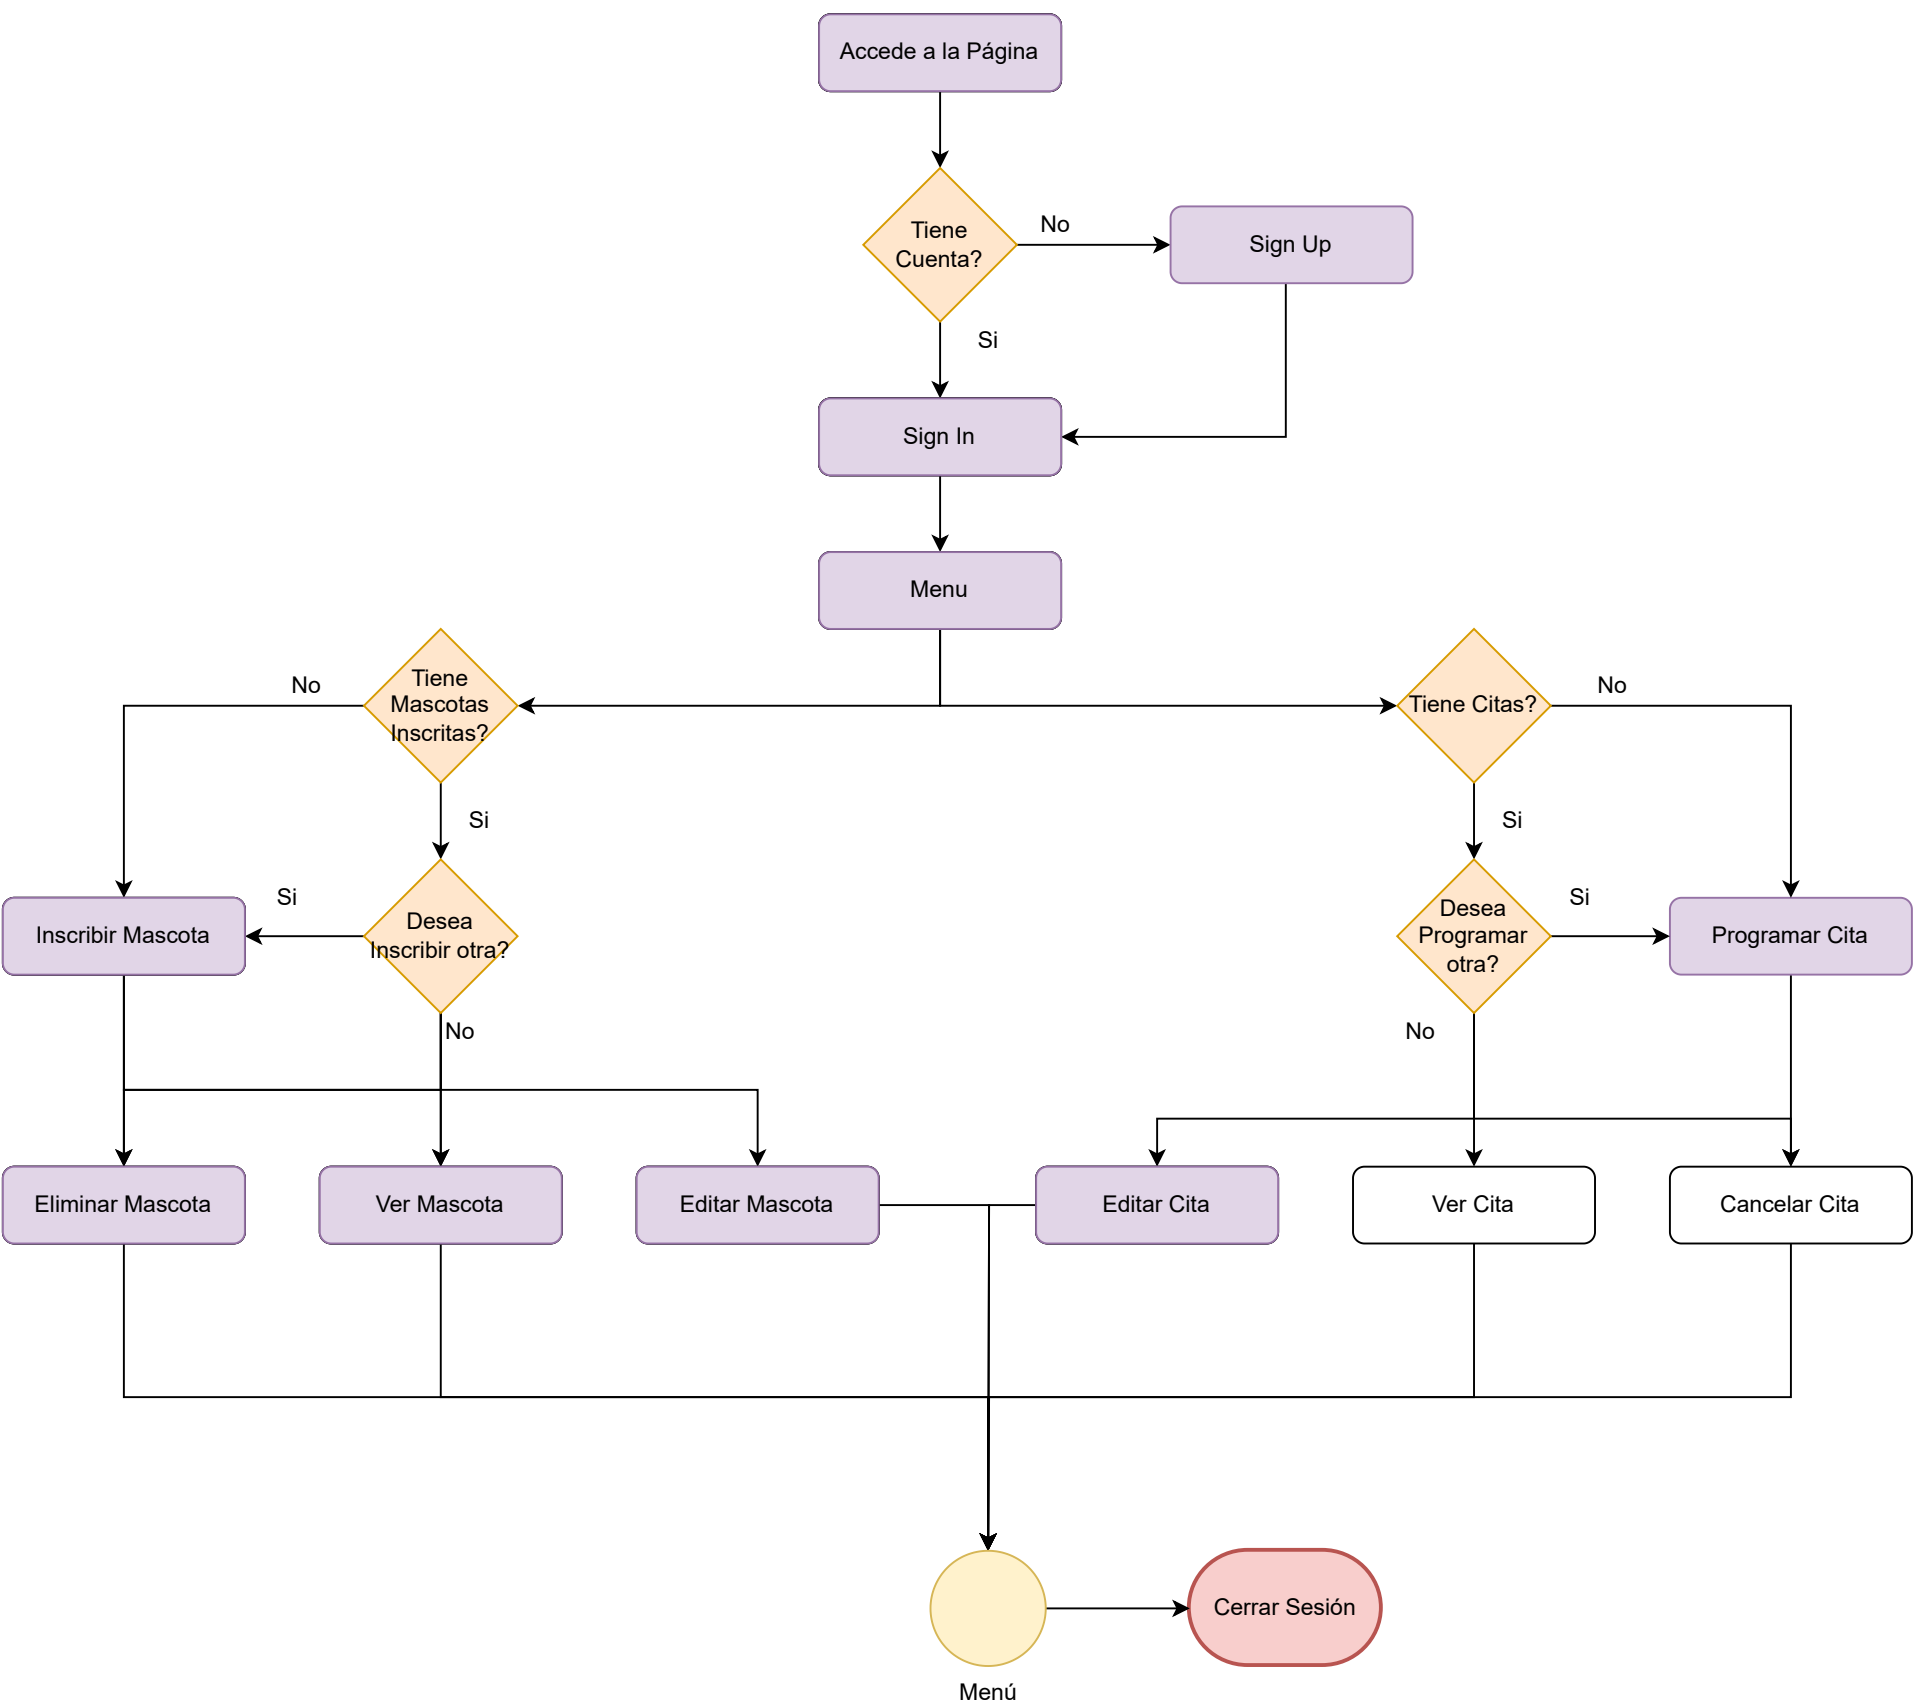 Accede a la Página
Tiene
Cuenta?
No
Sign Up
Si
Sign In
Menu
No
Tiene
Mascotas
Inscritas?
Tiene Citas?
No
Si
Si
Inscribir Mascota
Si
Desea
Inscribir otra?
Desea
Programar
otra?
Si
Programar Cita
No
No
Eliminar Mascota
Ver Mascota
Editar Mascota
Editar Cita
Ver Cita
Cancelar Cita
Cerrar Sesión
Menú